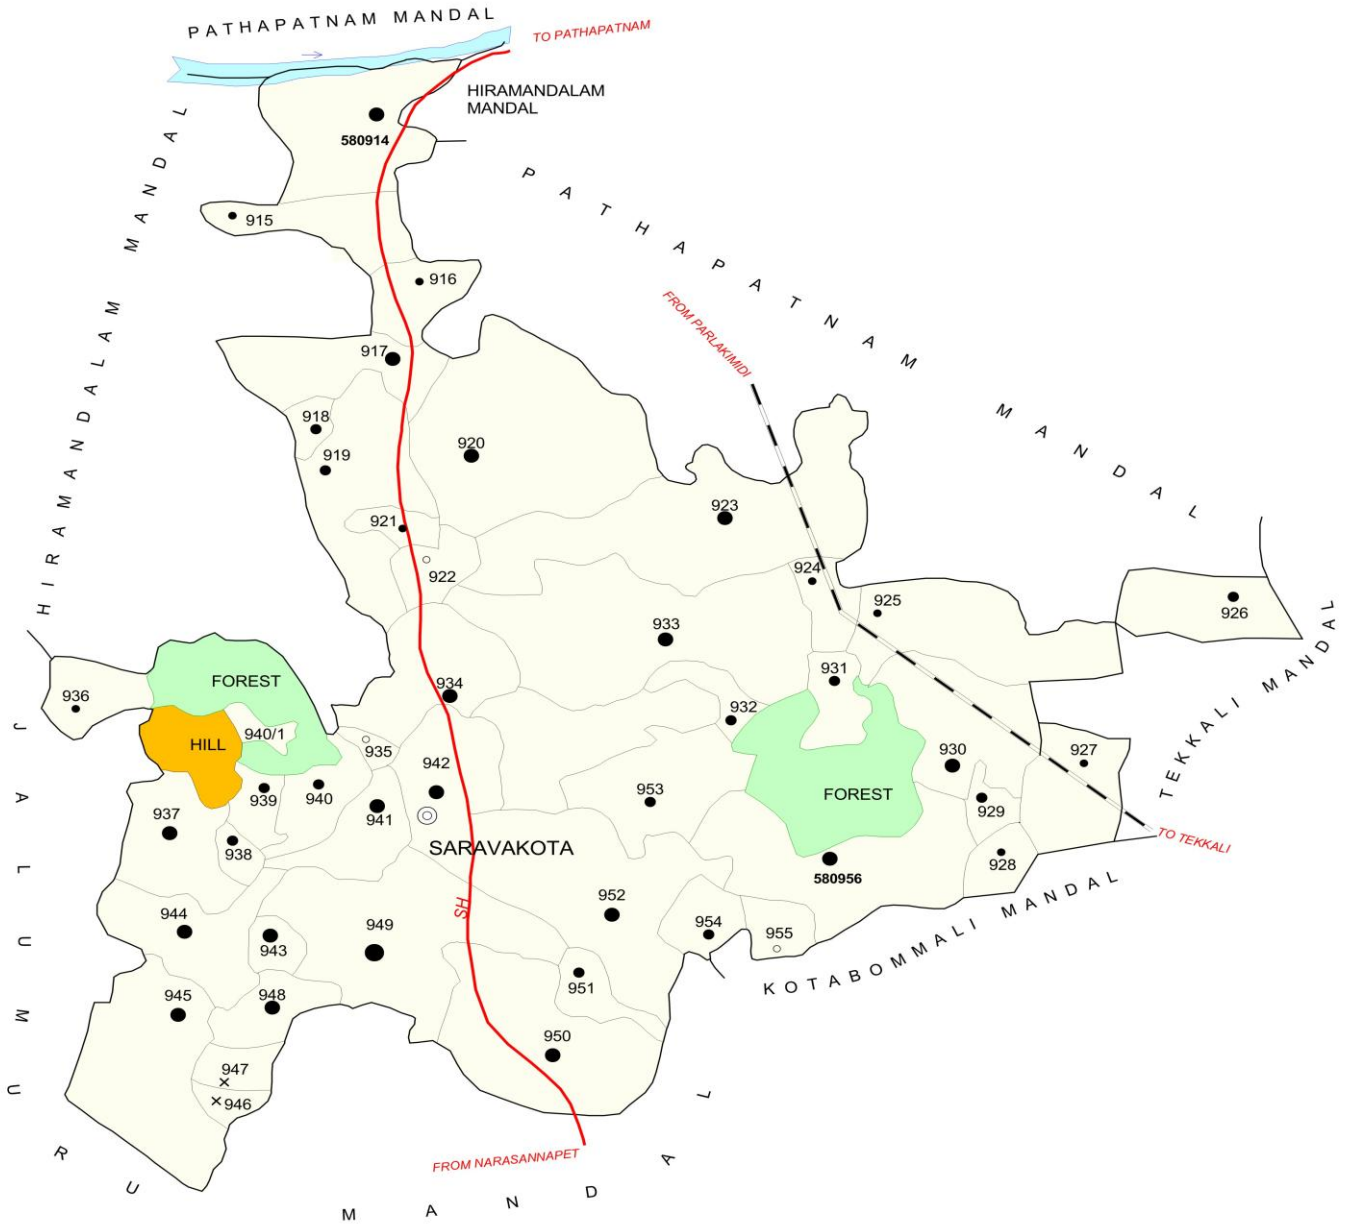 PATHAPATNAM MANDAL
TO PATHAPATNAM
HIRAMANDALAM
MANDAL
580914
HIRAMANDALAM MANDAL
PATHAPATNAM MANDAL
915
916
FROM PARLAKIMIDI
917
918
919
920
921
922
923
924
925
926
933
931
934
932
936
FOREST
940/1
HILL
935
942
930
927
TEKKALI MANDAL
939
940
941
953
FOREST
929
937
938
SARAVAKOTA
928
TO TEKKALI
580956
HS
952
944
943
949
954
955
KOTABOMMALI MANDAL
951
945
948
950
947
946
FROM NARASANNAPET
JALUMURU MANDAL